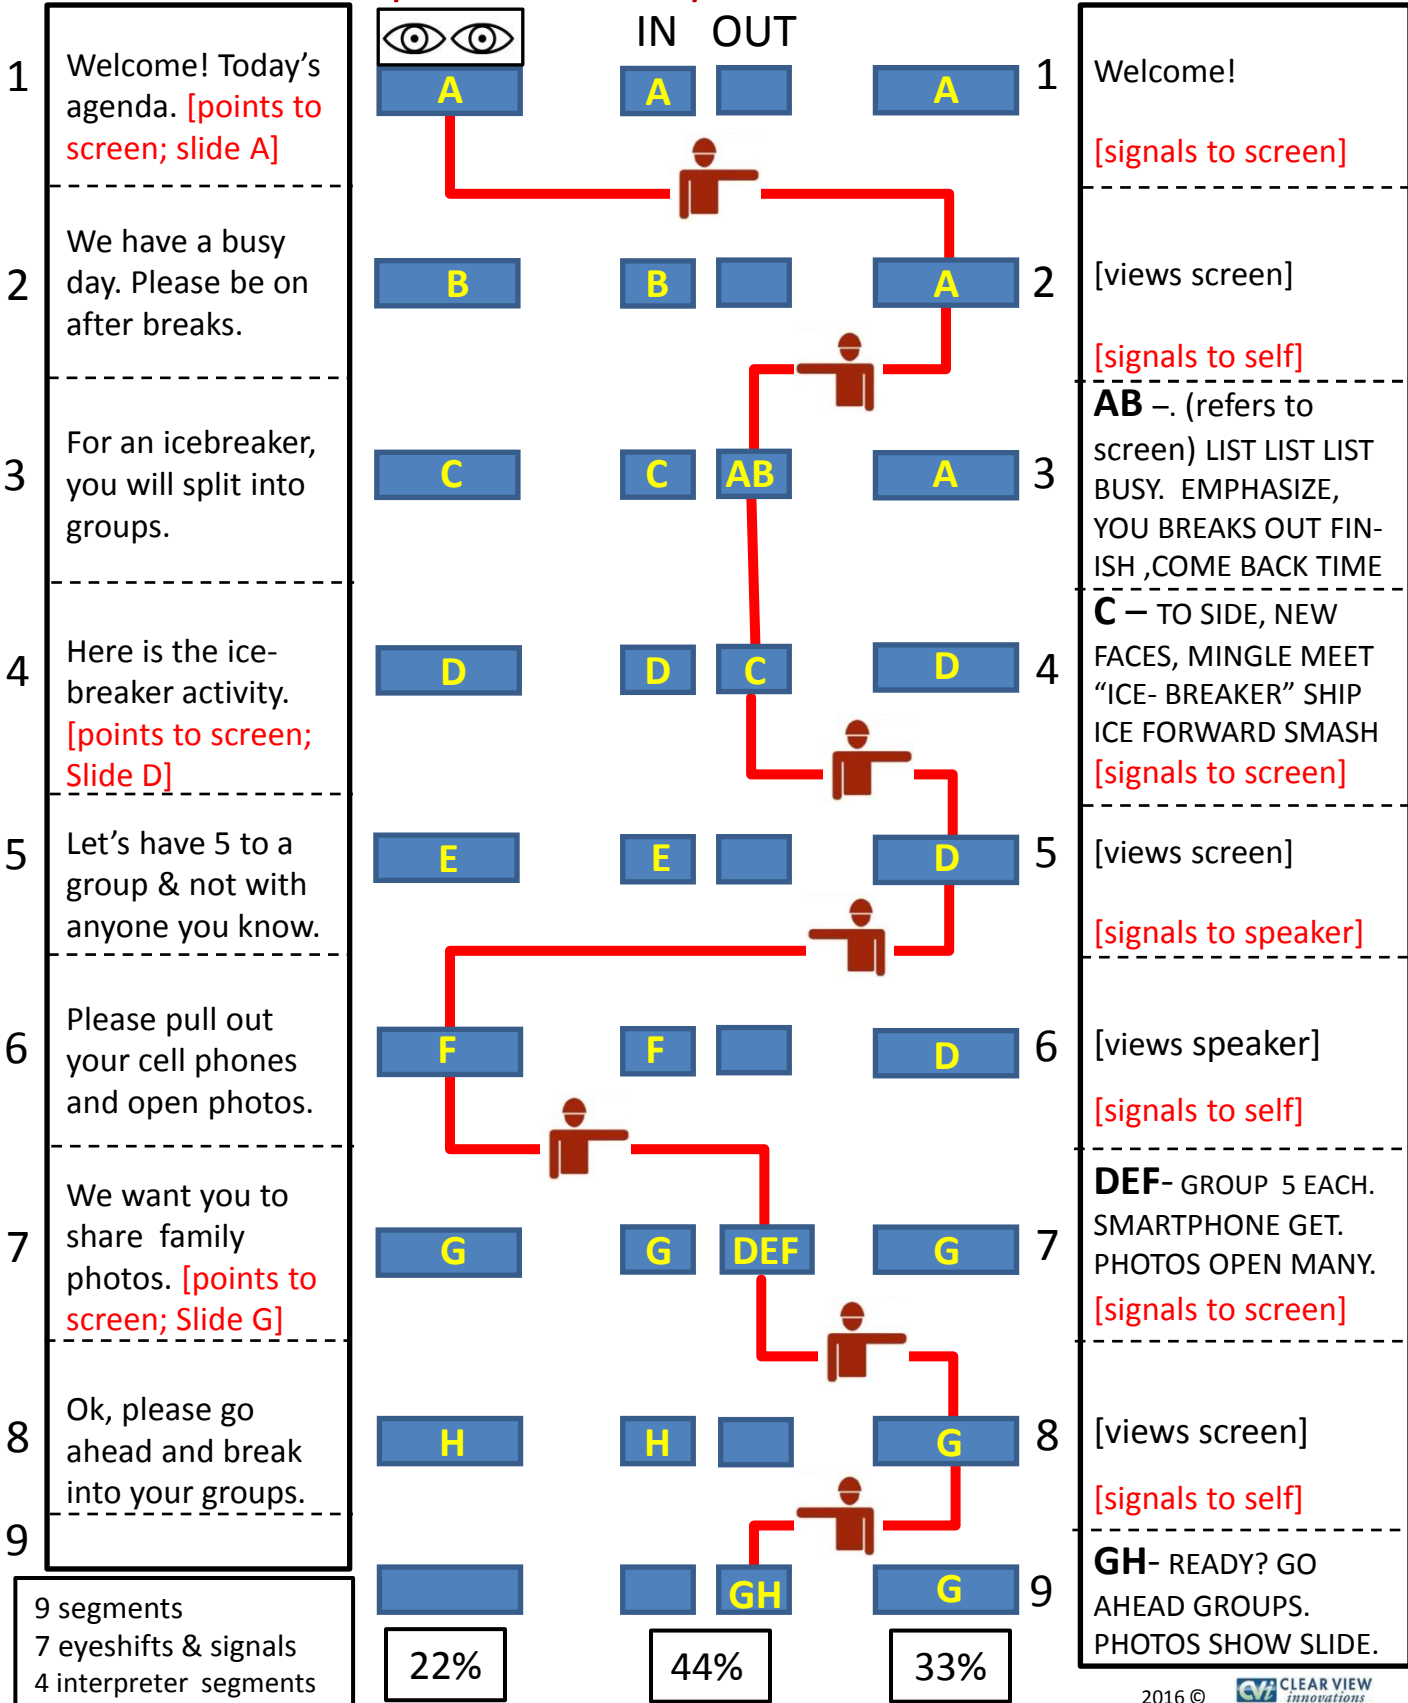 IN OUT
1
Welcome! Today's
agenda. [points to
screen; slide A]
A
A
A
1
Welcome!
[signals to screen]
2
We have a busy
day. Please be on
after breaks.
B
B
A
2
[views screen]
[signals to self]
3
For an icebreaker,
you will split into
groups.
C
C
AB
A
3
AB –. (refers to
screen) LIST LIST LIST
BUSY. EMPHASIZE,
YOU BREAKS OUT FIN-
ISH ,COME BACK TIME
4
Here is the ice-
breaker activity.
[points to screen;
Slide D]
D
D
C
D
4
C – TO SIDE, NEW
FACES, MINGLE MEET
“ICE- BREAKER” SHIP
ICE FORWARD SMASH
[signals to screen]
5
Let's have 5 to a
group & not with
anyone you know.
E
E
D
5
[views screen]
[signals to speaker]
6
Please pull out
your cell phones
and open photos.
F
F
D
6
[views speaker]
[signals to self]
7
We want you to
share family
photos. [points to
screen; Slide G]
G
G
DEF
G
7
DEF- GROUP 5 EACH.
SMARTPHONE GET.
PHOTOS OPEN MANY.
[signals to screen]
8
Ok, please go
ahead and break
into your groups.
H
H
G
8
[views screen]
[signals to self]
9
GH
G
9
GH- READY? GO
AHEAD GROUPS.
PHOTOS SHOW SLIDE.
9 segments
7 eyeshifts & signals
4 interpreter segments
22%
44%
33%
2016 ©
CVi CLEAR VIEW
innovations